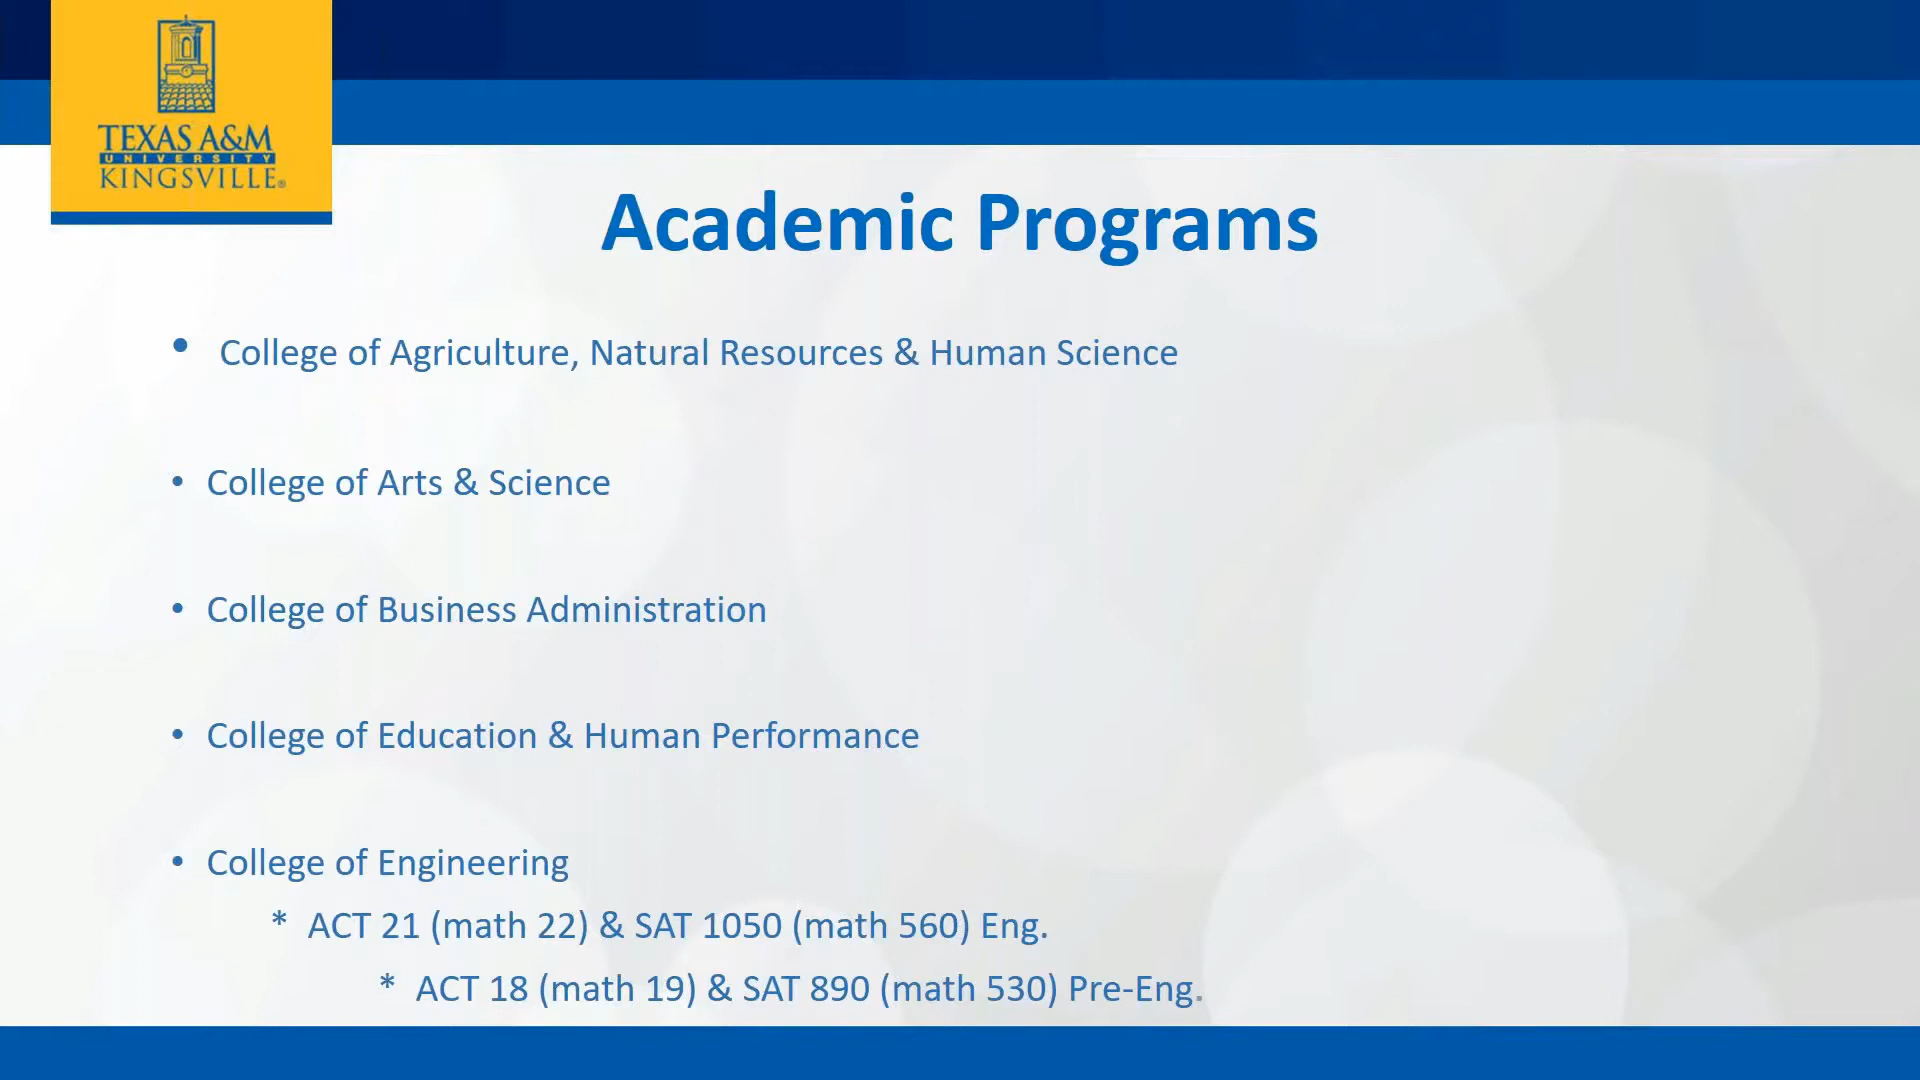 TEXAS A&M
UNIVERSITY
KINGSVILLE®
Academic Programs
• College of Agriculture, Natural Resources & Human Science
• College of Arts & Science
• College of Business Administration
• College of Education & Human Performance
• College of Engineering
* ACT 21 (math 22) & SAT 1050 (math 560) Eng.
* ACT 18 (math 19) & SAT 890 (math 530) Pre-Eng.